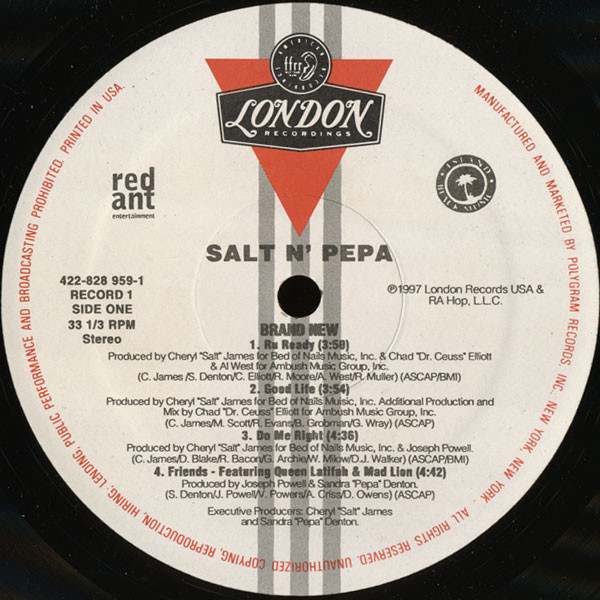 AMERICAN RECORDINGS
ffrr
LONDON
RECORDINGS
red
ant
entertainment
ISLAND
BLACK MUSIC
SALT N' PEPA
422-828 959-1
RECORD 1
SIDE ONE
33 1/3 RPM
Stereo
℗1997 London Records USA &
RA Hop, L.L.C.
BRAND NEW
1. Ru Ready (3:50)
Produced by Cheryl "Salt" James for Bed of Nails Music, Inc. & Chad "Dr. Ceuss" Elliott
& Al West for Ambush Music Group, Inc.
(C. James /S. Denton/C. Elliott/R. Moore/A. West/R. Muller) (ASCAP/BMI)
2. Good Life (3:54)
Produced by Cheryl "Salt" James for Bed of Nails Music, Inc. Additional Production and
Mix by Chad "Dr. Ceuss" Elliott for Ambush Music Group, Inc.
(C. James/M. Scott/R. Evans/B. Grobman/G. Wray) (ASCAP)
3. Do Me Right (4:36)
Produced by Cheryl "Salt" James for Bed of Nails Music, Inc. & Joseph Powell.
(C. James/D. Blake/R. Bacon/G. Archie/W. Milow/D.J. Walker) (ASCAP/BMI)
4. Friends - Featuring Queen Latifah & Mad Lion (4:42)
Produced by Joseph Powell & Sandra "Pepa" Denton.
(S. Denton/J. Powell/V. Powers/A. Criss/D. Owens) (ASCAP)
Executive Producers: Cheryl "Salt" James
and Sandra "Pepa" Denton.
MANUFACTURED AND MARKETED BY POLYGRAM RECORDS, INC. NEW YORK, NEW YORK . ALL RIGHTS RESERVED. UNAUTHORIZED COPYING, REPRODUCTION, HIRING, LENDING, PUBLIC PERFORMANCE AND BROADCASTING PROHIBITED. PRINTED IN USA.